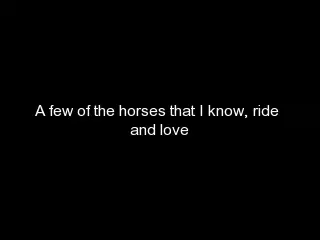 A few of the horses that I know, ride
and love